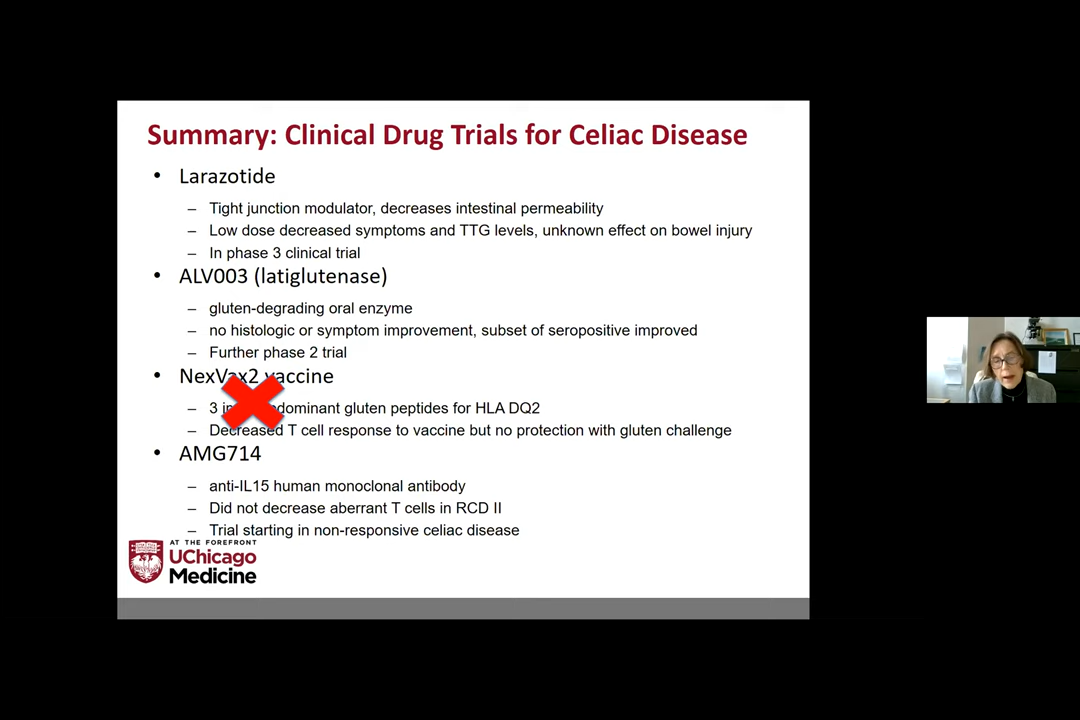 Summary: Clinical Drug Trials for Celiac Disease
• Larazotide
– Tight junction modulator, decreases intestinal permeability
– Low dose decreased symptoms and TTG levels, unknown effect on bowel injury
– In phase 3 clinical trial
• ALV003 (latiglutenase)
– gluten-degrading oral enzyme
– no histologic or symptom improvement, subset of seropositive improved
– Further phase 2 trial
• NexVax2 vaccine
– 3 gluten peptides for HLA DQ2
– Decreased T cell response to vaccine but no protection with gluten challenge
• AMG714
– anti-IL15 human monoclonal antibody
– Did not decrease aberrant T cells in RCD II
– Trial starting in non-responsive celiac disease
AT THE FOREFRONT
UChicago
Medicine